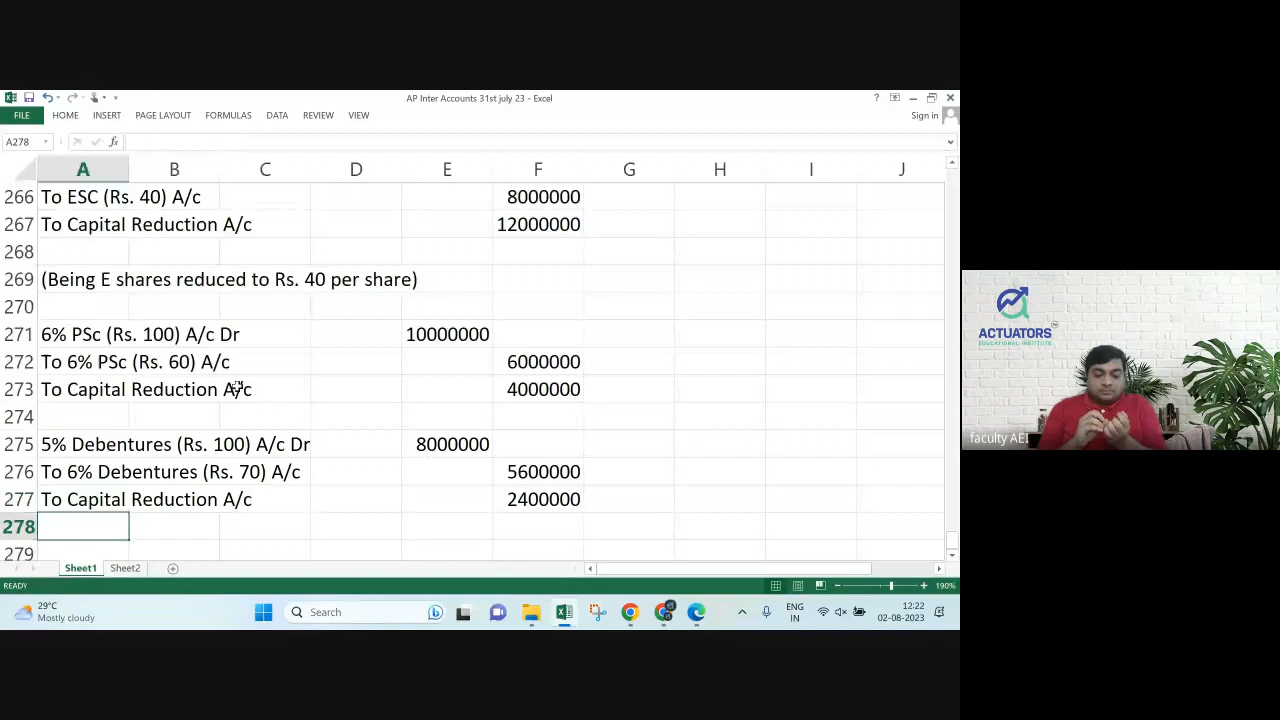 AP Inter Accounts 31st july 23 - Excel
FILE HOME INSERT PAGE LAYOUT FORMULAS DATA REVIEW VIEW
Sign in
A278
fx
A B C D E F G H I J
266 To ESC (Rs. 40) A/c 8000000
267 To Capital Reduction A/c 12000000
268
269 (Being E shares reduced to Rs. 40 per share)
270
271 6% PSc (Rs. 100) A/c Dr 10000000
272 To 6% PSc (Rs. 60) A/c 6000000
273 To Capital Reduction A/c 4000000
274
275 5% Debentures (Rs. 100) A/c Dr 8000000
276 To 6% Debentures (Rs. 70) A/c 5600000
277 To Capital Reduction A/c 2400000
278
279
Sheet1 Sheet2
READY
190%
29°C
Mostly cloudy
Search
ENG
IN
12:22
02-08-2023
ACTUATORS
EDUCATIONAL INSTITUTE
faculty AEI